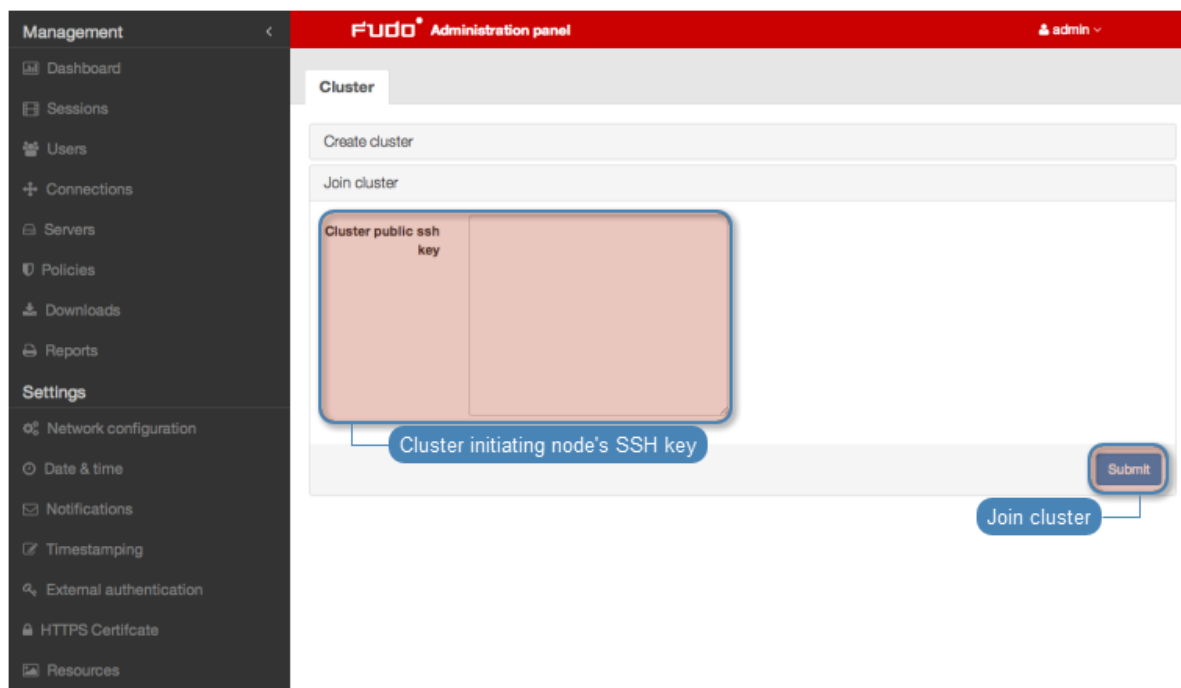 Management
Dashboard
Sessions
Users
Connections
Servers
Policies
Downloads
Reports
Settings
Network configuration
Date & time
Notifications
Timestamping
External authentication
HTTPS Certifcate
Resources
FUDO Administration panel
admin
Cluster
Create cluster
Join cluster
Cluster public ssh
key
Cluster initiating node's SSH key
Submit
Join cluster